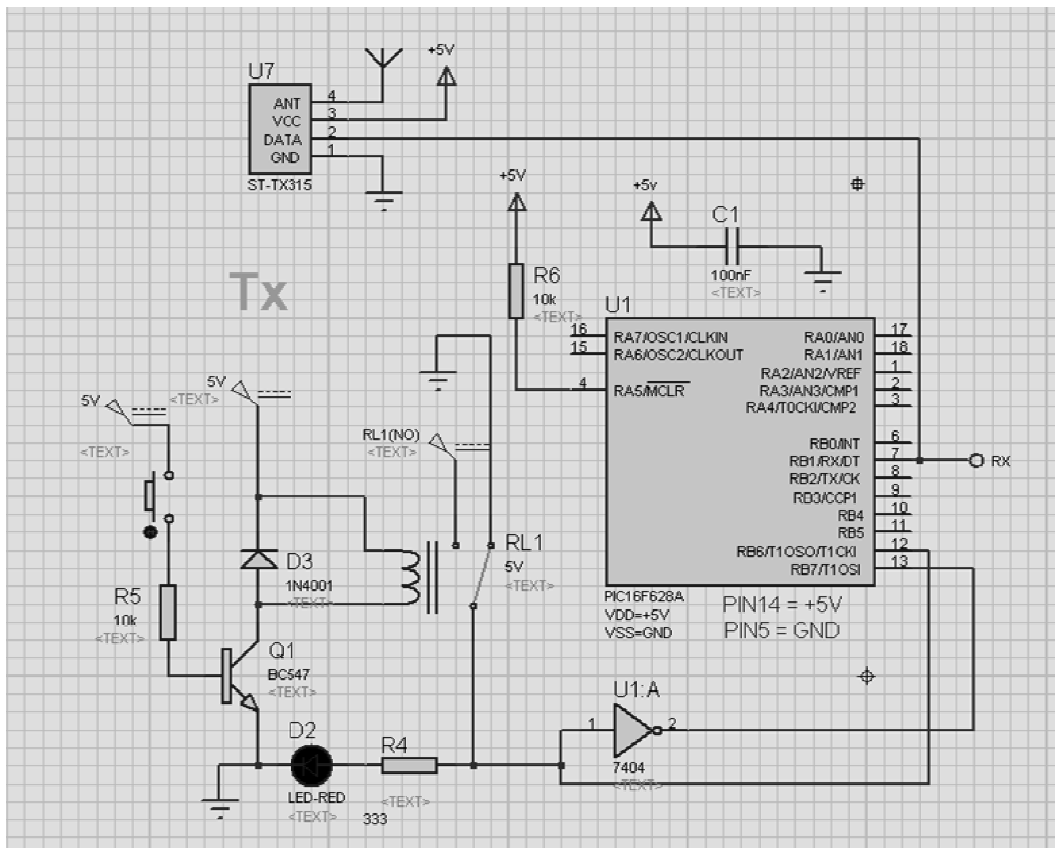 U7
+5V
ANT 4
VCC 3
DATA 2
GND 1
ST-TX315
+5V
+5v
C1
100nF
<TEXT>
Tx
R6
10k
<TEXT>
U1
16 RA7/OSC1/CLKIN
15 RA6/OSC2/CLKOUT
4 RA5/MCLR
RA0/AN0 17
RA1/AN1 18
RA2/AN2/VREF 1
RA3/AN3/CMP1 2
RA4/T0CKI/CMP2 3
RB0/INT 6
RB1/RX/DT 7
RB2/TX/CK 8
RB3/CCP1 9
RB4 10
RB5 11
RB6/T1OSO/T1CKI 12
RB7/T1OSI 13
RX
PIC16F628A
VDD=+5V
VSS=GND
PIN14 = +5V
PIN5 = GND
5V
<TEXT>
5V
<TEXT>
RL1(NO)
<TEXT>
RL1
5V
<TEXT>
D3
1N4001
<TEXT>
R5
10k
<TEXT>
Q1
BC547
<TEXT>
D2
LED-RED
<TEXT>
R4
<TEXT>
333
U1:A
1
2
7404
<TEXT>